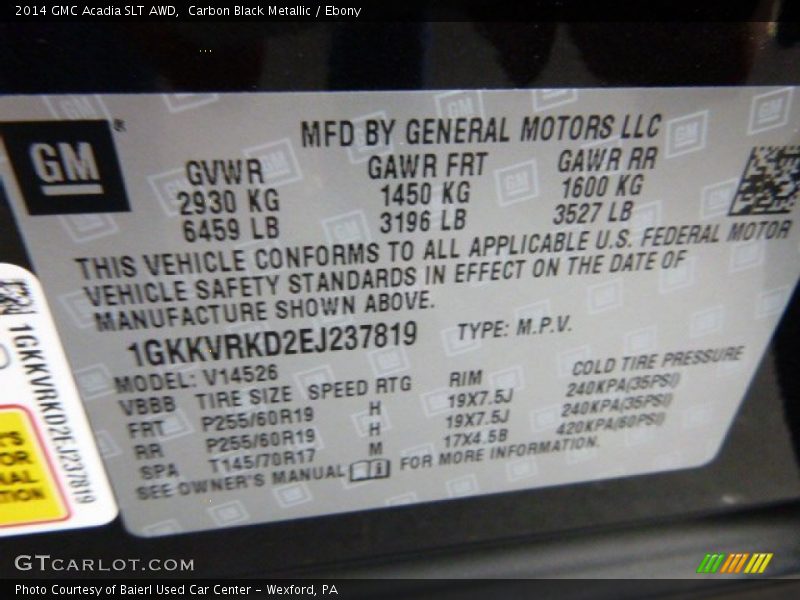 2014 GMC Acadia SLT AWD,  Carbon Black Metallic / Ebony
GM
®
MFD BY GENERAL MOTORS LLC
GVWR GAWR FRT GAWR RR
2930 KG 1450 KG 1600 KG
6459 LB 3196 LB 3527 LB
THIS VEHICLE CONFORMS TO ALL APPLICABLE U.S. FEDERAL MOTOR
VEHICLE SAFETY STANDARDS IN EFFECT ON THE DATE OF
MANUFACTURE SHOWN ABOVE.
1GKKVRKD2EJ237819 TYPE: M.P.V.
MODEL: V14526
VBBB TIRE SIZE SPEED RTG RIM COLD TIRE PRESSURE
FRT P255/60R19 H 19X7.5J 240KPA(35PSI)
RR P255/60R19 H 19X7.5J 240KPA(35PSI)
SPA T145/70R17 M 17X4.5B 420KPA(60PSI)
SEE OWNER'S MANUAL FOR MORE INFORMATION.
1GKKVRKD2EJ237819
GTCARLOT.COM
Photo Courtesy of Baierl Used Car Center - Wexford, PA